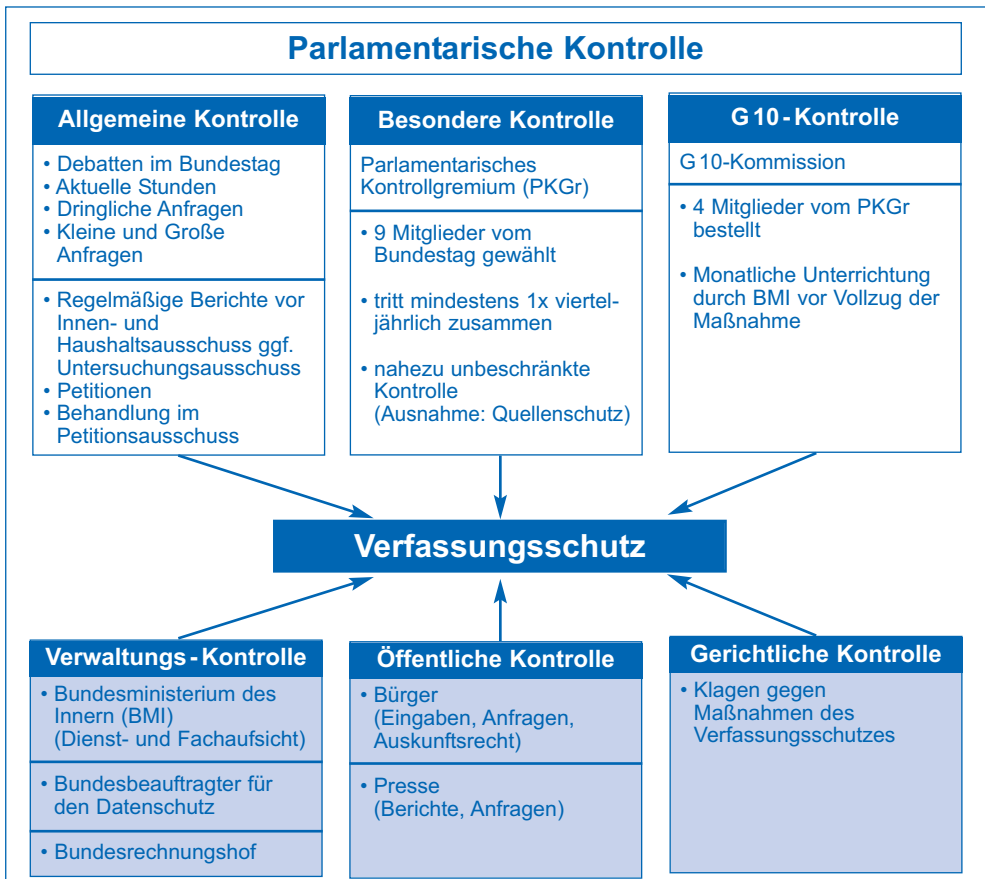 Parlamentarische Kontrolle
Allgemeine Kontrolle
• Debatten im Bundestag
• Aktuelle Stunden
• Dringliche Anfragen
• Kleine und Große
Anfragen
• Regelmäßige Berichte vor
Innen- und
Haushaltsausschuss ggf.
Untersuchungsausschuss
• Petitionen
• Behandlung im
Petitionsausschuss
Besondere Kontrolle
Parlamentarisches
Kontrollgremium (PKGr)
• 9 Mitglieder vom
Bundestag gewählt
• tritt mindestens 1x viertel-
jährlich zusammen
• nahezu unbeschränkte
Kontrolle
(Ausnahme: Quellenschutz)
G 10 - Kontrolle
G 10-Kommission
• 4 Mitglieder vom PKGr
bestellt
• Monatliche Unterrichtung
durch BMI vor Vollzug der
Maßnahme
Verfassungsschutz
Verwaltungs - Kontrolle
• Bundesministerium des
Innern (BMI)
(Dienst- und Fachaufsicht)
• Bundesbeauftragter für
den Datenschutz
• Bundesrechnungshof
Öffentliche Kontrolle
• Bürger
(Eingaben, Anfragen,
Auskunftsrecht)
• Presse
(Berichte, Anfragen)
Gerichtliche Kontrolle
• Klagen gegen
Maßnahmen des
Verfassungsschutzes